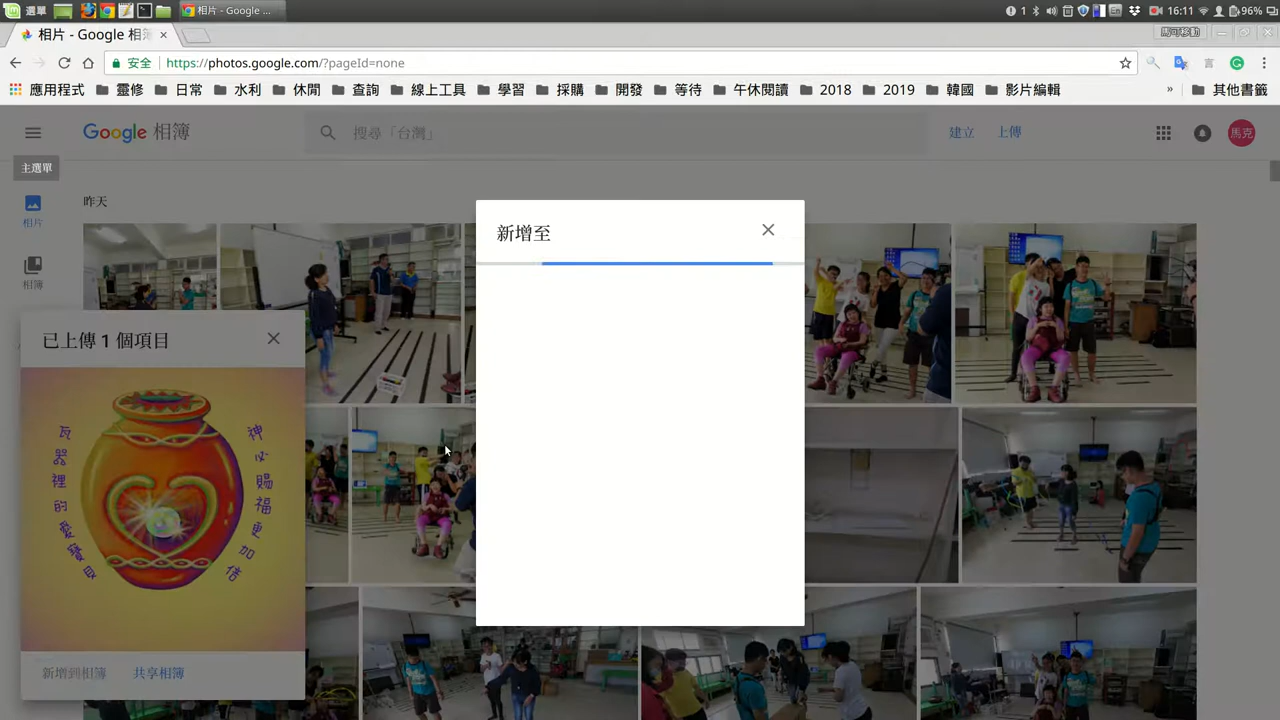 選單
相片 - Google ...
1
16:11
96%
相片 - Google 相簿
馬可移動
安全
https://photos.google.com/?pageId=none
應用程式 靈修 日常 水利 休閒 查詢 線上工具 學習 採購 開發 等待 午休閱讀 2018 2019 韓國 影片編輯 » 其他書籤
Google 相簿
搜尋「台灣」
建立
上傳
馬克
主選單
昨天
相片
相簿
新增至
已上傳 1 個項目
瓦器裡的愛寶貝
神必賜福更加倍
新增到相簿
共享相簿